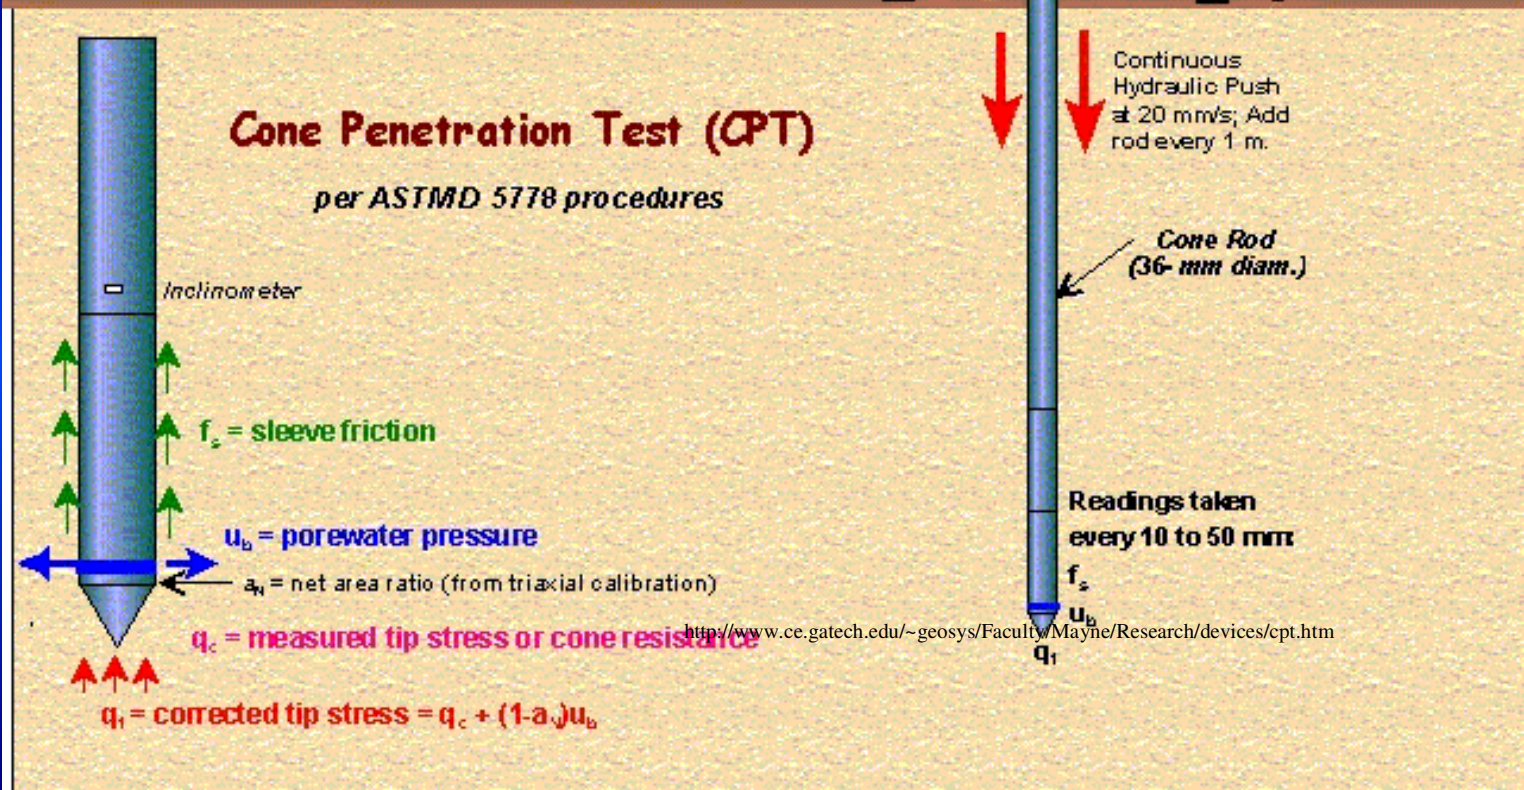 Cone Penetration Test (CPT)
per ASTMD 5778 procedures
Inclinometer
fs = sleeve friction
ub = porewater pressure
aN = net area ratio (from triaxial calibration)
qc = measured tip stress or cone resistance
qt = corrected tip stress = qc + (1-aN)ub
Continuous
Hydraulic Push
at 20 mm/s; Add
rod every 1 m.
Cone Rod
(36- mm diam.)
Readings taken
every 10 to 50 mm:
fs
ub
qt
http://www.ce.gatech.edu/~geosys/Faculty/Mayne/Research/devices/cpt.htm